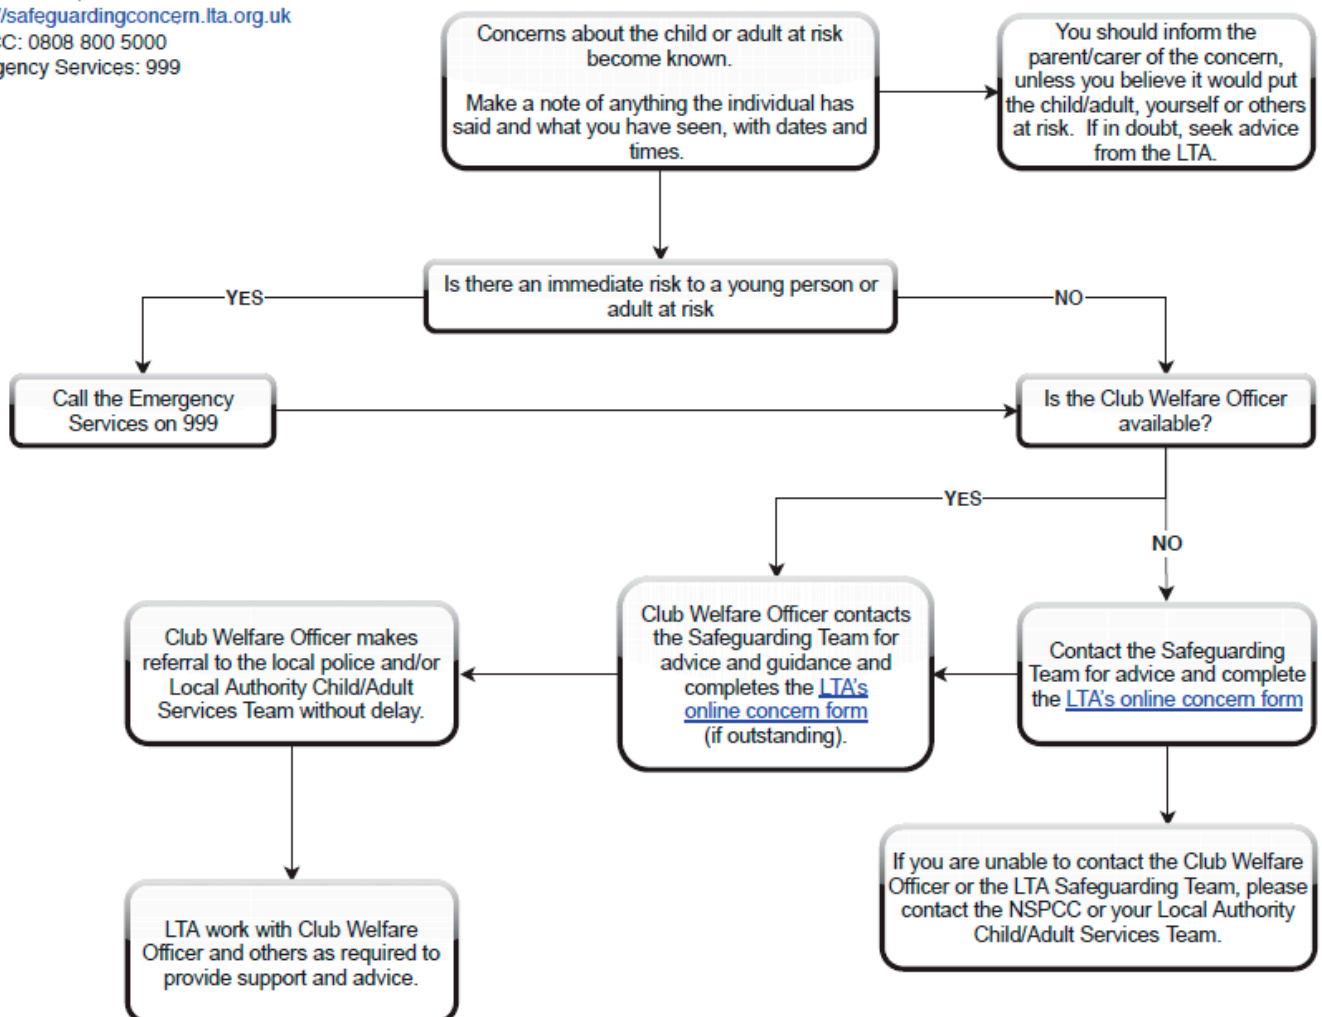 //safeguardingconcern.lta.org.uk
C: 0808 800 5000
gency Services: 999
Concerns about the child or adult at risk
become known.
Make a note of anything the individual has
said and what you have seen, with dates and
times.
You should inform the
parent/carer of the concern,
unless you believe it would put
the child/adult, yourself or others
at risk. If in doubt, seek advice
from the LTA.
Is there an immediate risk to a young person or
adult at risk
YES
NO
Call the Emergency
Services on 999
Is the Club Welfare Officer
available?
YES
NO
Club Welfare Officer makes
referral to the local police and/or
Local Authority Child/Adult
Services Team without delay.
Club Welfare Officer contacts
the Safeguarding Team for
advice and guidance and
completes the LTA's
online concern form
(if outstanding).
Contact the Safeguarding
Team for advice and complete
the LTA's online concern form
LTA work with Club Welfare
Officer and others as required to
provide support and advice.
If you are unable to contact the Club Welfare
Officer or the LTA Safeguarding Team, please
contact the NSPCC or your Local Authority
Child/Adult Services Team.